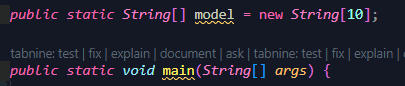 public static String[] model = new String[10];
tabnine: test | fix | explain | document | ask | tabnine: test | fix | explain | d
public static void main(String[] args) {